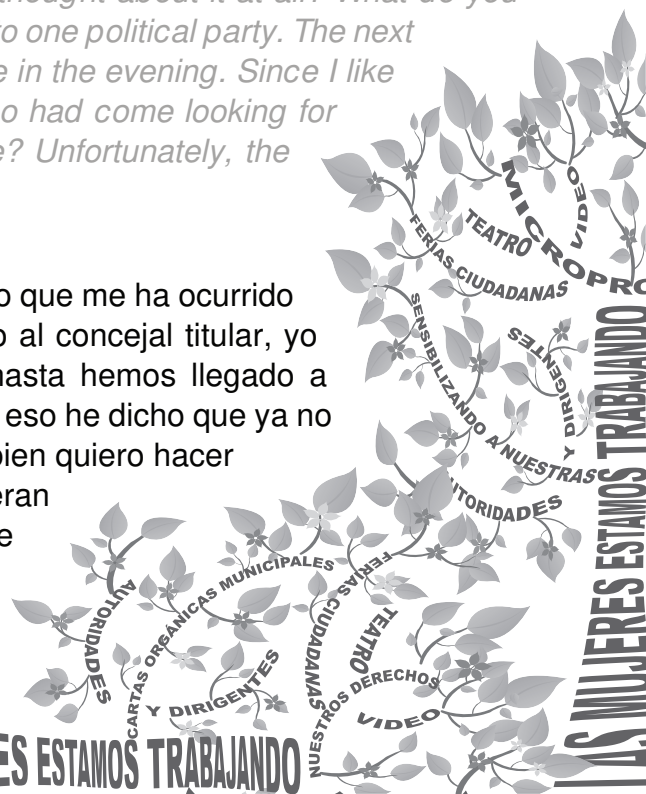 thought about it at all? What do you
to one political party. The next
e in the evening. Since I like
o had come looking for
e? Unfortunately, the
o que me ha ocurrido
o al concejal titular, yo
hasta hemos llegado a
eso he dicho que ya no
bien quiero hacer
eran
e
MICROPRO
VIDEO
TEATRO
FERIAS CIUDADANAS
SENSIBILIZANDO A NUESTRAS
Y DIRIGENTES
UTORIDADES
AS MUJERES ESTAMOS TRABAJANDO
AUTORIDADES
CARTAS ORGÁNICAS MUNICIPALES
Y DIRIGENTES
FERIAS CIUDADANAS
TEATRO
NUESTROS DERECHOS
VIDEO
ES ESTAMOS TRABAJANDO